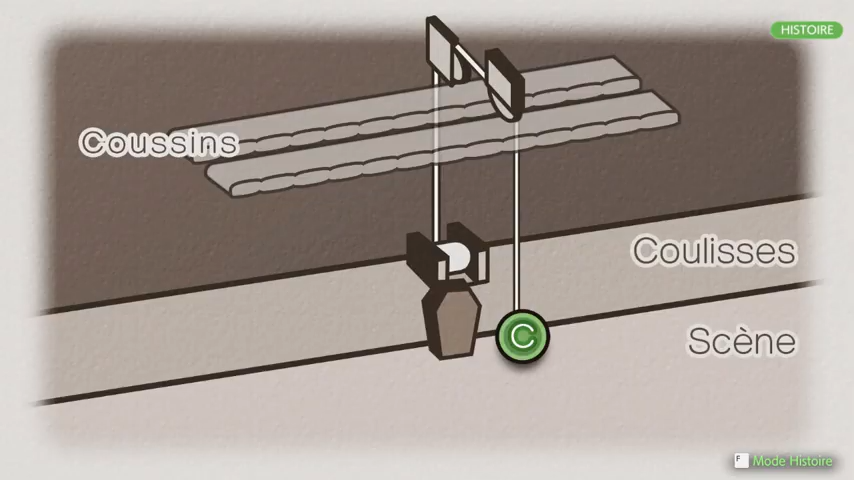 HISTOIRE
Coussins
Coulisses
C
Scène
F Mode Histoire